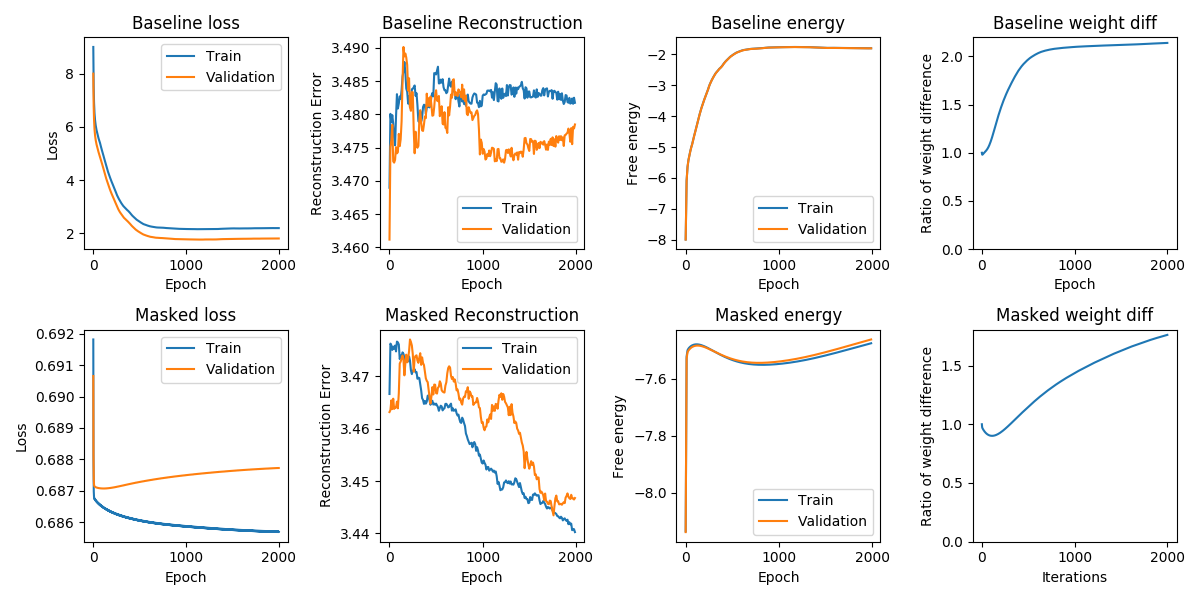 Baseline loss
Loss
8
6
4
2
Train
Validation
0 1000 2000
Epoch
Baseline Reconstruction
Reconstruction Error
3.490
3.485
3.480
3.475
3.470
3.465
3.460
Train
Validation
0 1000 2000
Epoch
Baseline energy
Free energy
−2
−3
−4
−5
−6
−7
−8
Train
Validation
0 1000 2000
Epoch
Baseline weight diff
Ratio of weight difference
2.0
1.5
1.0
0.5
0.0
0 1000 2000
Epoch
Masked loss
Loss
0.692
0.691
0.690
0.689
0.688
0.687
0.686
Train
Validation
0 1000 2000
Epoch
Masked Reconstruction
Reconstruction Error
3.47
3.46
3.45
3.44
Train
Validation
0 1000 2000
Epoch
Masked energy
Free energy
−7.6
−7.8
−8.0
Train
Validation
0 1000 2000
Epoch
Masked weight diff
Ratio of weight difference
1.5
1.0
0.5
0.0
0 1000 2000
Iterations